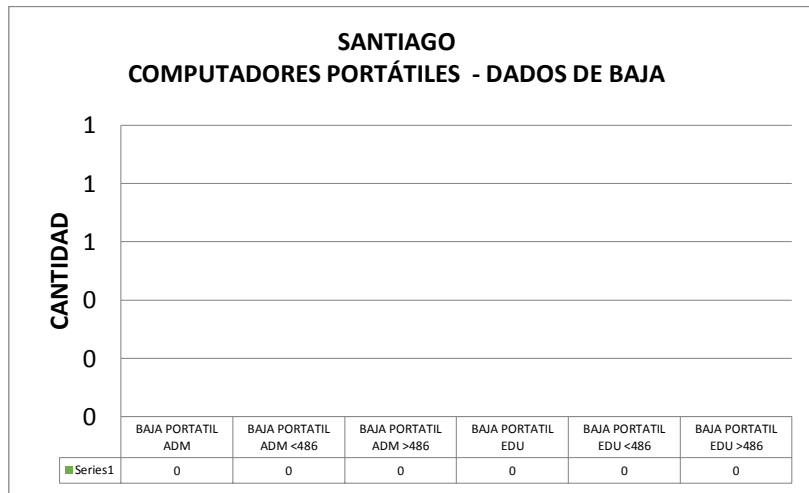 SANTIAGO
COMPUTADORES PORTÁTILES - DADOS DE BAJA
CANTIDAD
1
1
1
0
0
0
BAJA PORTATIL ADM
BAJA PORTATIL ADM <486
BAJA PORTATIL ADM >486
BAJA PORTATIL EDU
BAJA PORTATIL EDU <486
BAJA PORTATIL EDU >486
Series1 0 0 0 0 0 0